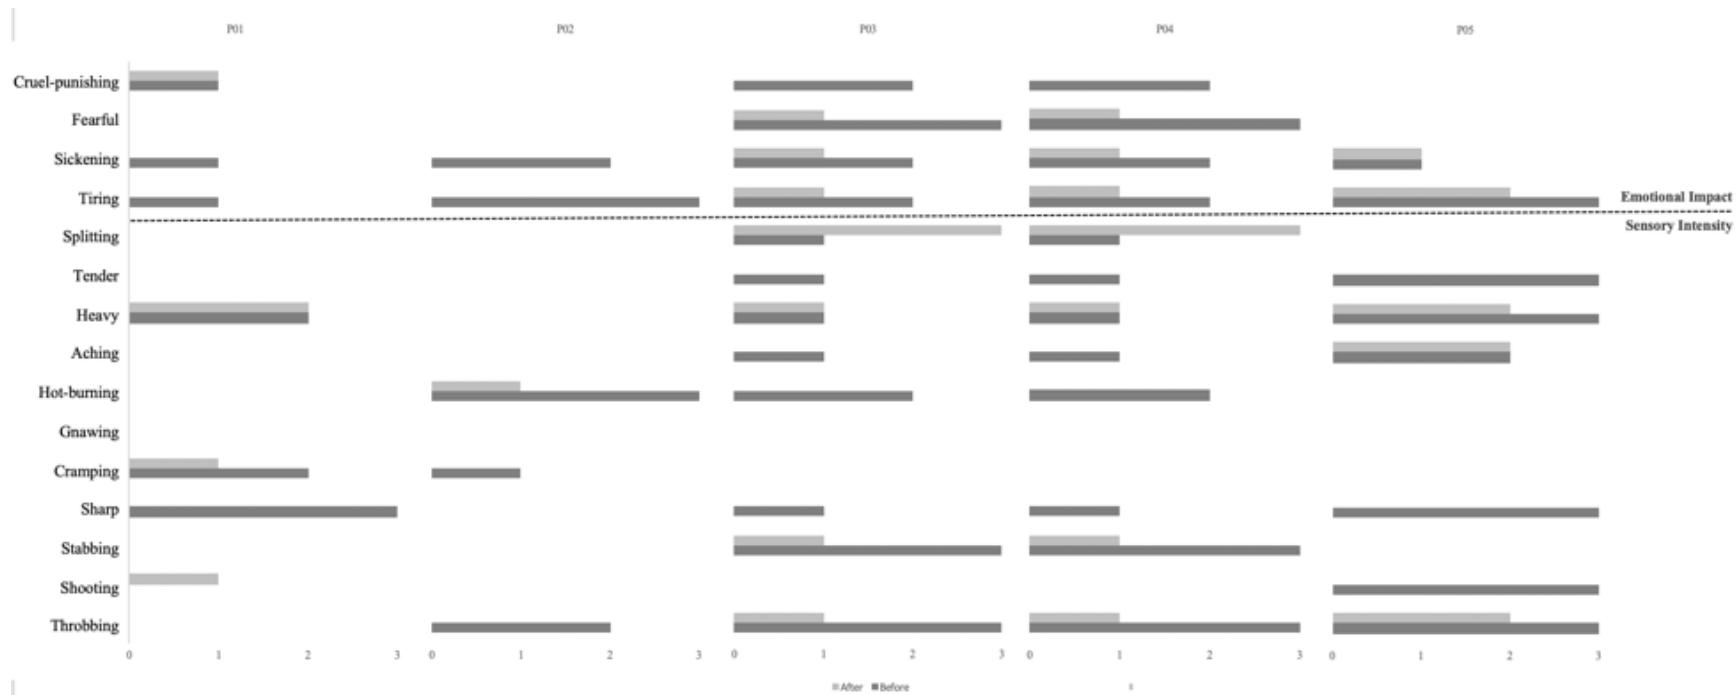 P01 P02 P03 P04 P05
Cruel-punishing
Fearful
Sickening
Tiring
Emotional Impact
Sensory Intensity
Splitting
Tender
Heavy
Aching
Hot-burning
Gnawing
Cramping
Sharp
Stabbing
Shooting
Throbbing
0 1 2 3 0 1 2 3 0 1 2 3 0 1 2 3 0 1 2 3
After Before